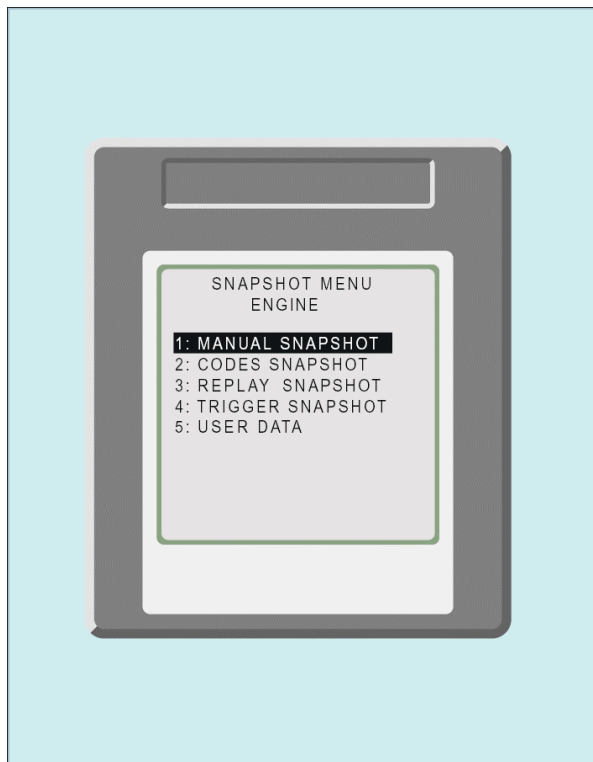 SNAPSHOT MENU
ENGINE
1: MANUAL SNAPSHOT
2: CODES SNAPSHOT
3: REPLAY SNAPSHOT
4: TRIGGER SNAPSHOT
5: USER DATA